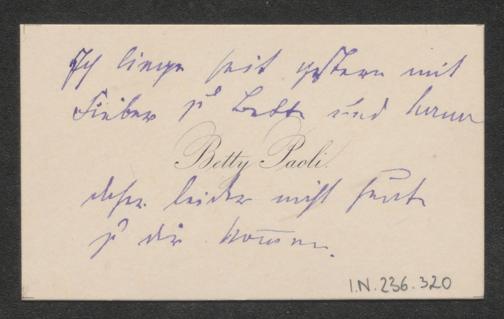 Ich liege seit gestern mit
Fieber zu Bette und kann
Betty Paoli.
daher leider nicht heute
zu dir kommen.
I.N. 236.320